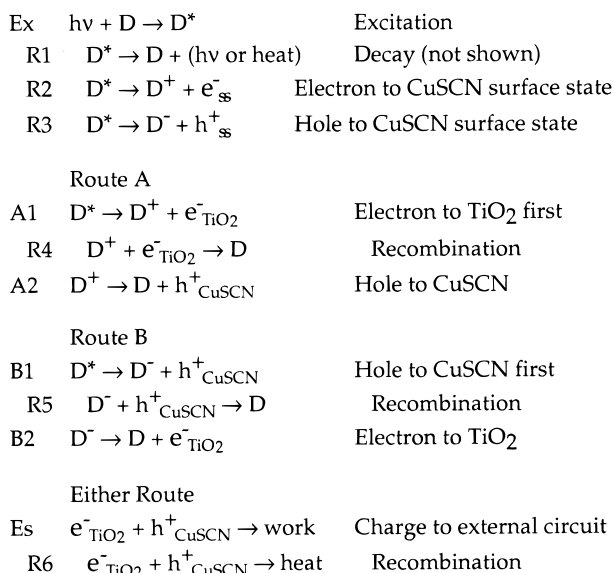 Ex hν + D → D* Excitation
R1 D* → D + (hν or heat) Decay (not shown)
R2 D* → D⁺ + e⁻ss Electron to CuSCN surface state
R3 D* → D⁻ + h⁺ss Hole to CuSCN surface state
Route A
A1 D* → D⁺ + e⁻TiO2 Electron to TiO2 first
R4 D⁺ + e⁻TiO2 → D Recombination
A2 D⁺ → D + h⁺CuSCN Hole to CuSCN
Route B
B1 D* → D⁻ + h⁺CuSCN Hole to CuSCN first
R5 D⁻ + h⁺CuSCN → D Recombination
B2 D⁻ → D + e⁻TiO2 Electron to TiO2
Either Route
Es e⁻TiO2 + h⁺CuSCN → work Charge to external circuit
R6 e⁻TiO2 + h⁺CuSCN → heat Recombination